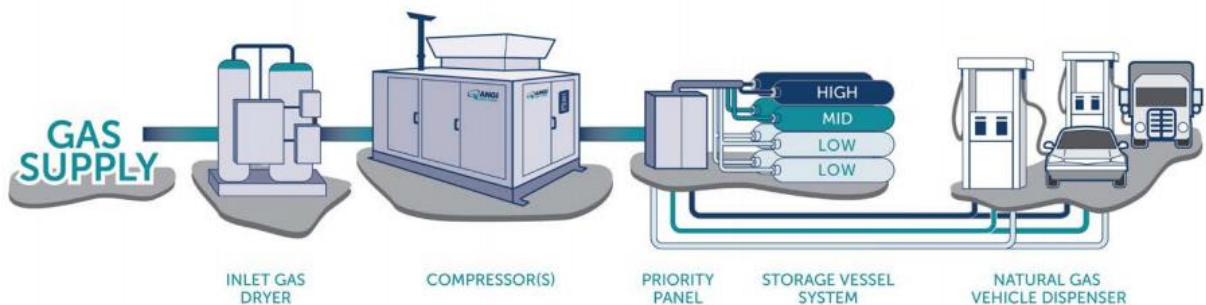 GAS
SUPPLY
ANGI
ANGI
HIGH
MID
LOW
LOW
INLET GAS
DRYER
COMPRESSOR(S)
PRIORITY
PANEL
STORAGE VESSEL
SYSTEM
NATURAL GAS
VEHICLE DISPENSER